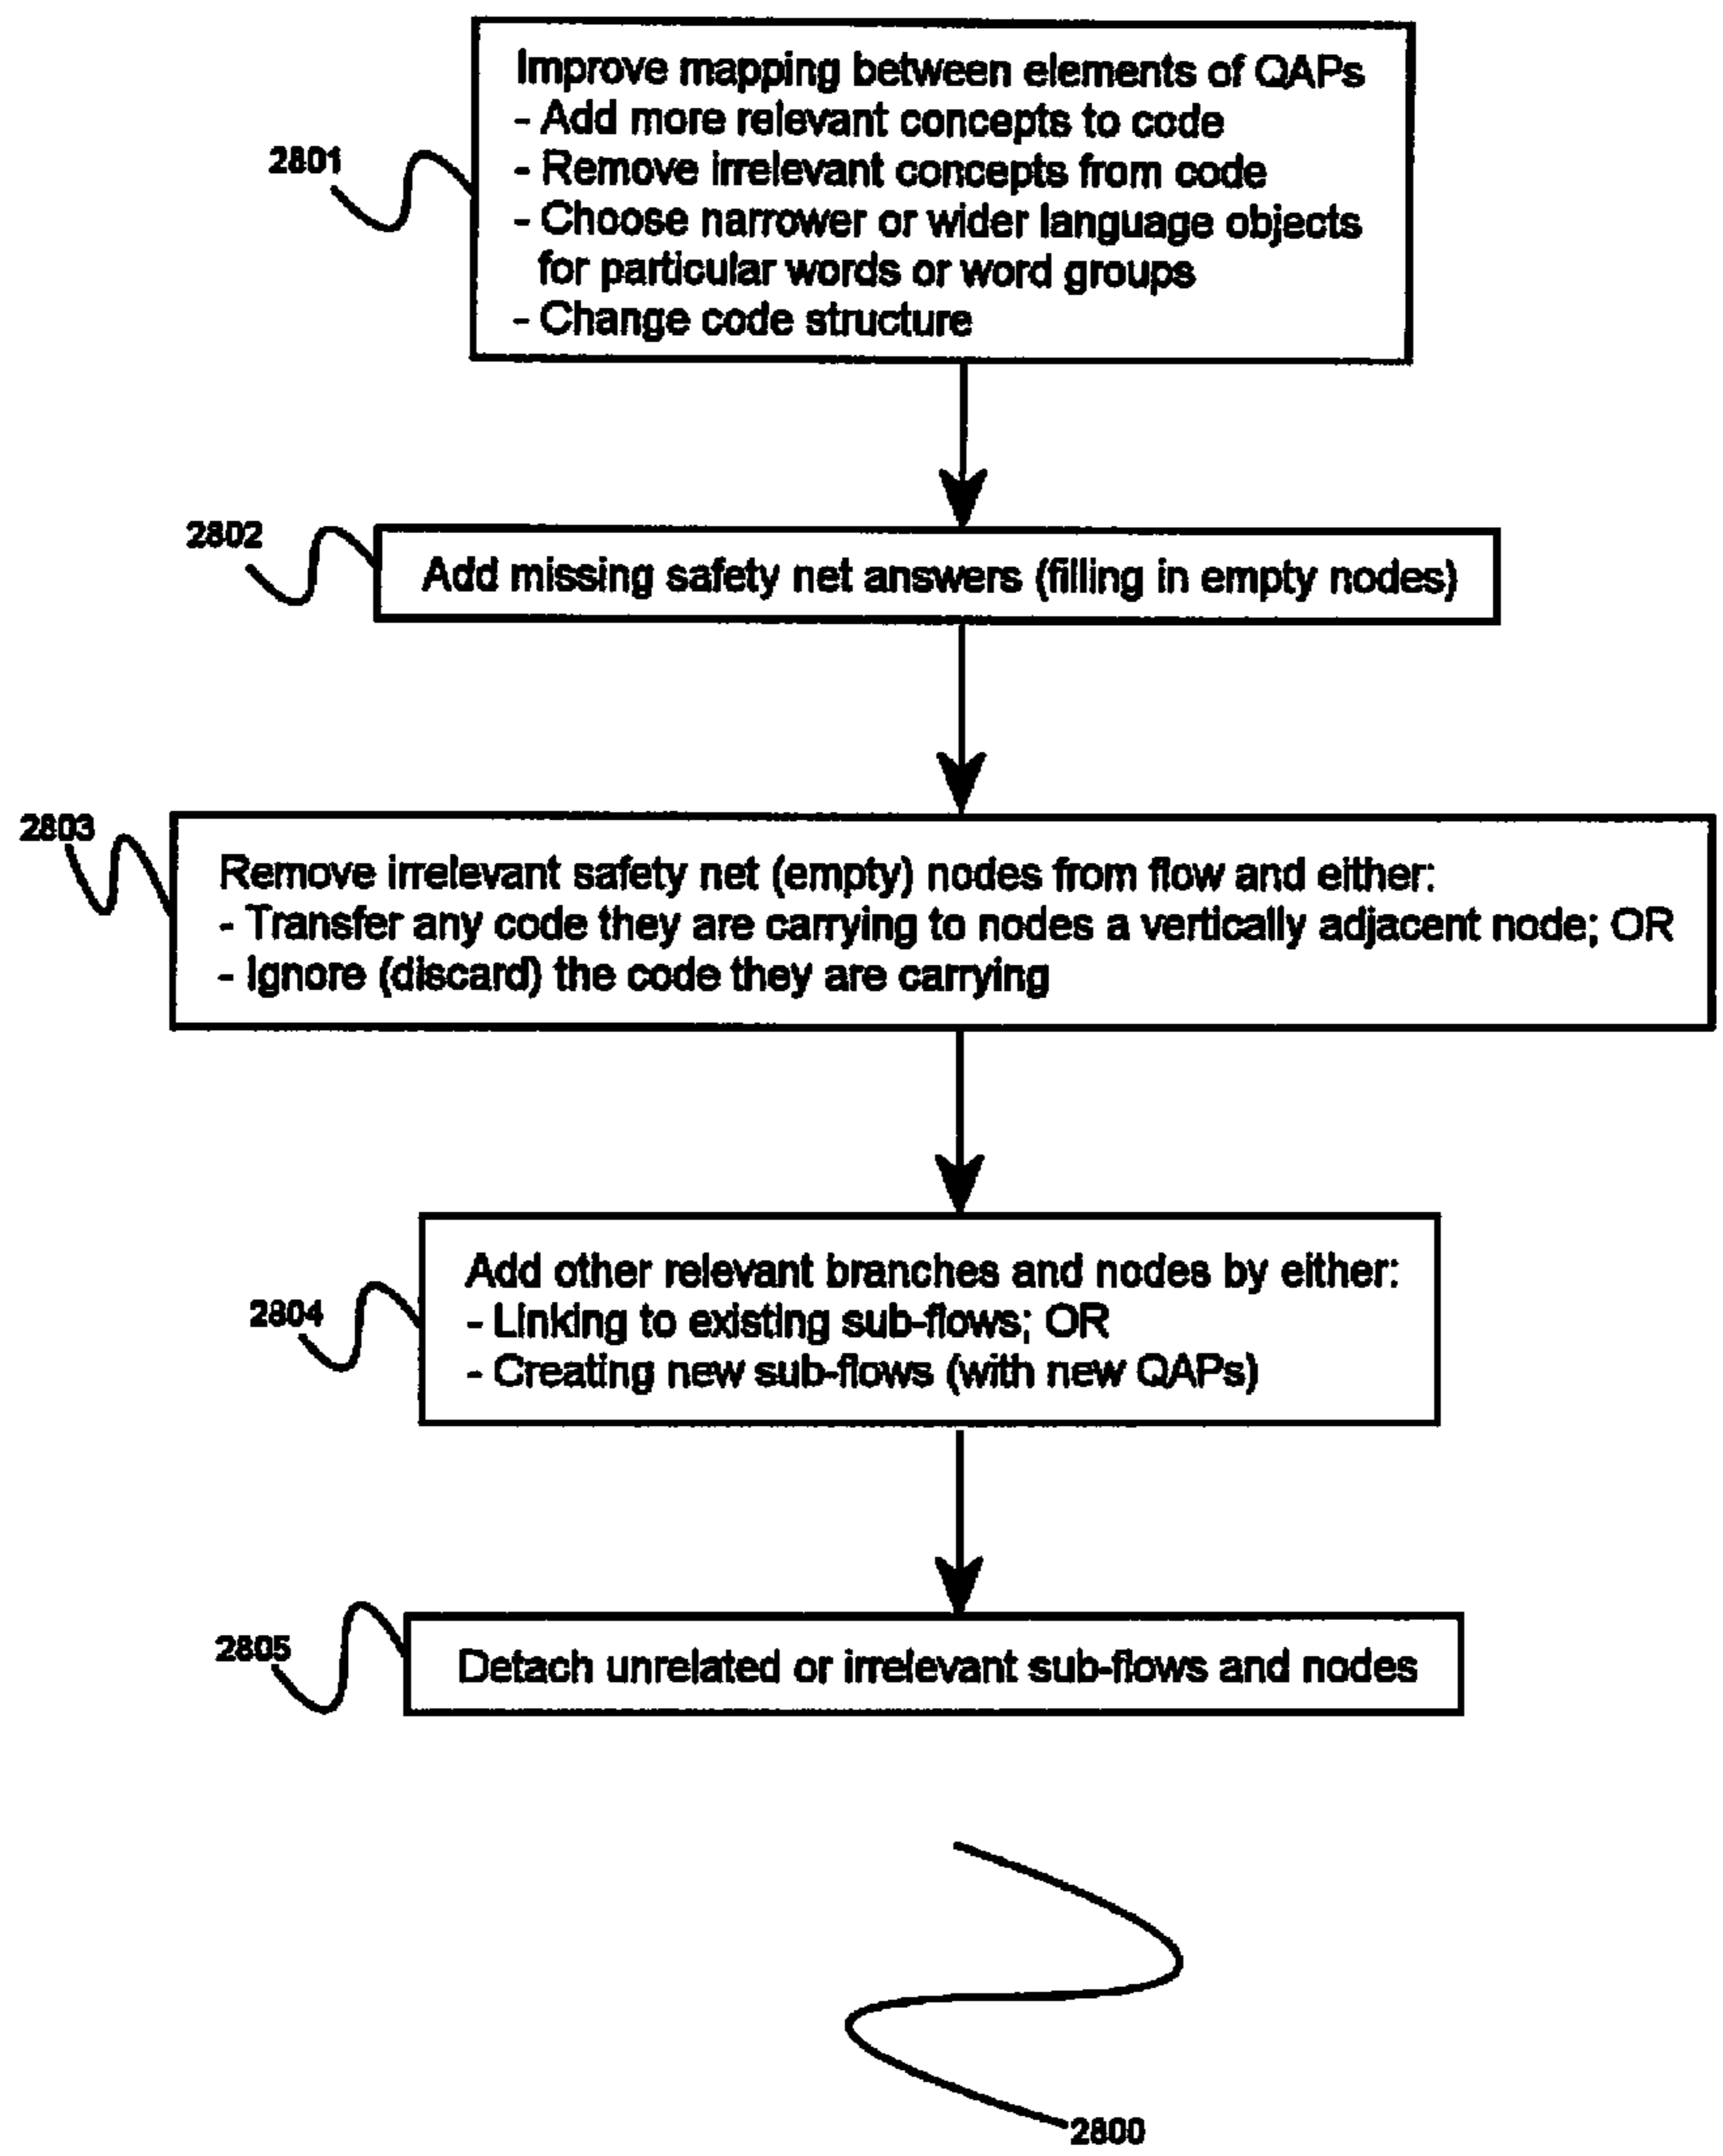 Improve mapping between elements of QAPs
- Add more relevant concepts to code
- Remove irrelevant concepts from code
- Choose narrower or wider language objects
for particular words or word groups
- Change code structure
2801
2802
Add missing safety net answers (filling in empty nodes)
2803
Remove irrelevant safety net (empty) nodes from flow and either:
- Transfer any code they are carrying to nodes a vertically adjacent node; OR
- Ignore (discard) the code they are carrying
2804
Add other relevant branches and nodes by either:
- Linking to existing sub-flows; OR
- Creating new sub-flows (with new QAPs)
2805
Detach unrelated or irrelevant sub-flows and nodes
2800